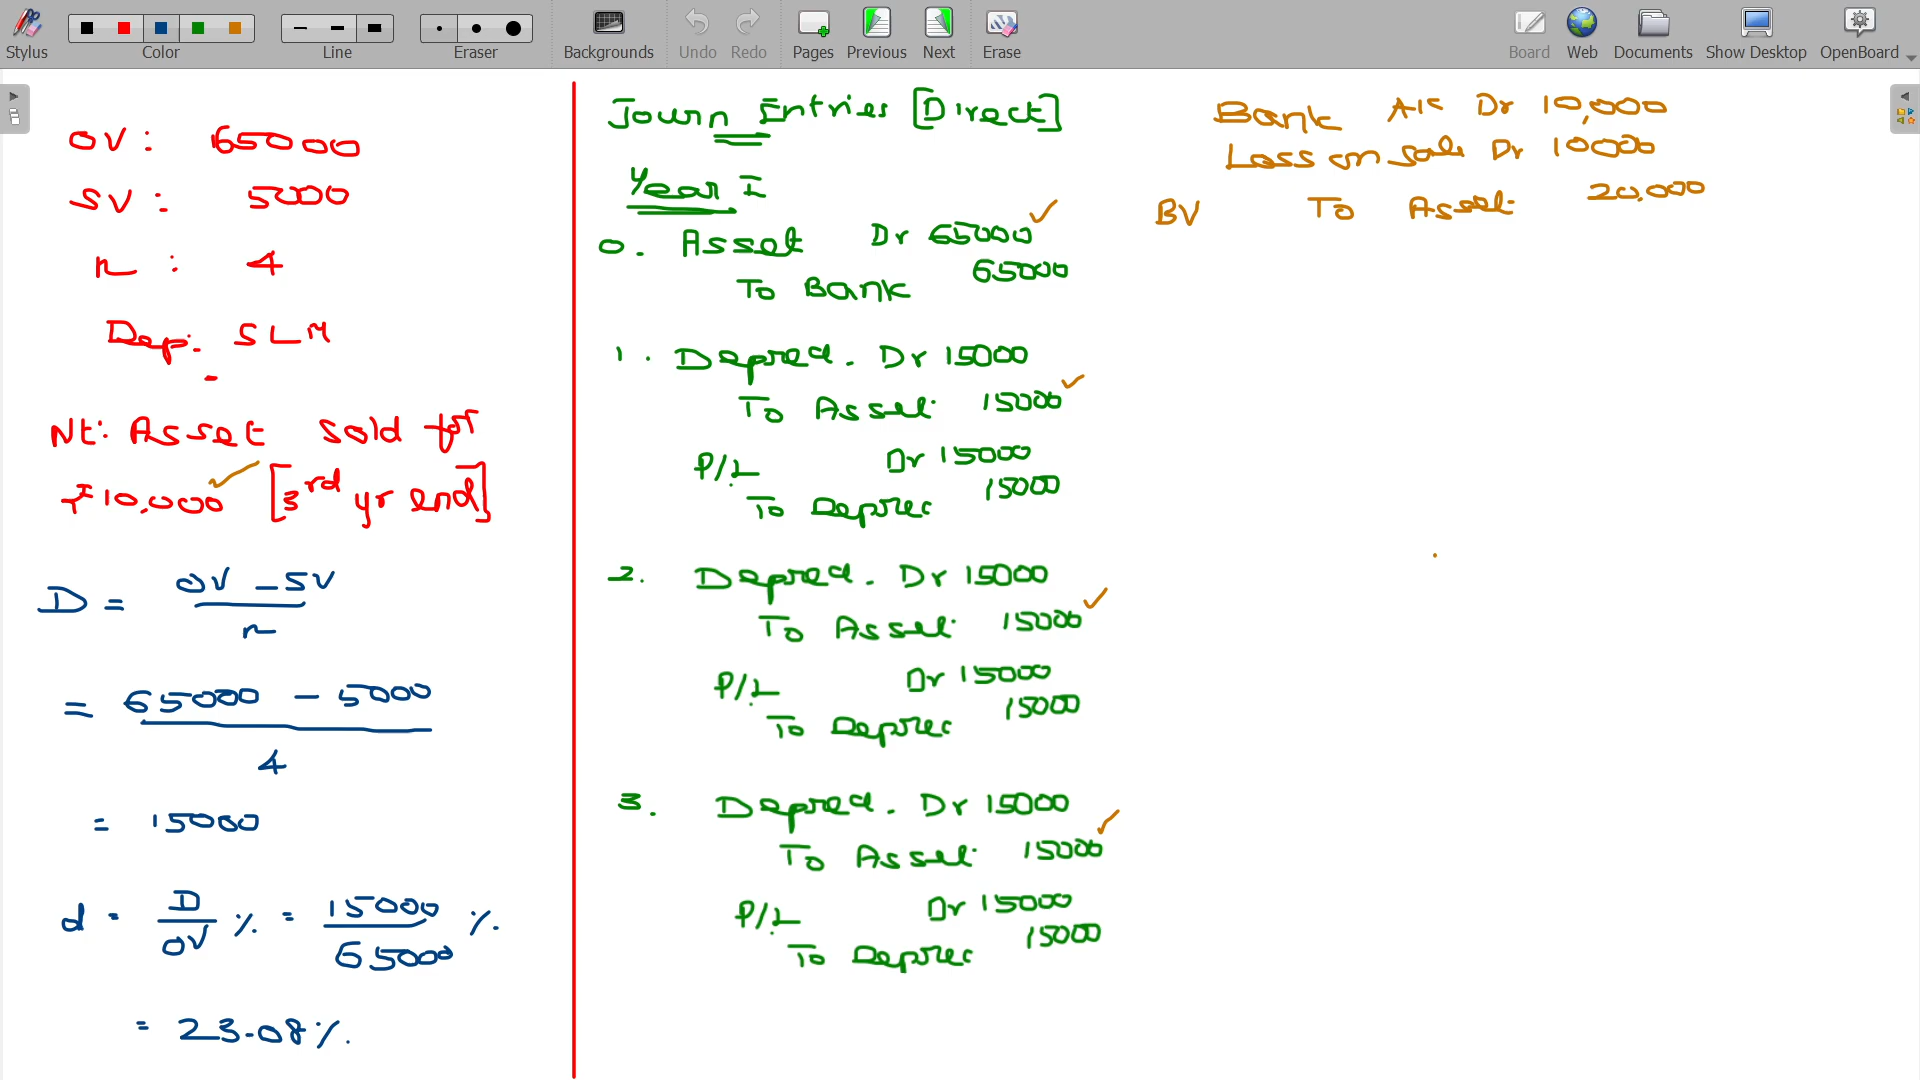 Stylus Color Line Eraser Backgrounds Undo Redo Pages Previous Next Erase Board Web Documents Show Desktop OpenBoard
OV : 65000
SV : 5000
n : 4
Dep: SLM
Nt: Asset sold for
₹10,000 [3rd yr end]
D = OV - SV
n
= 65000 - 5000
4
= 15000
d = D / OV % = 15000 / 65000 %
= 23.08%.
Journ Entries [Direct]
Year I
0. Asset Dr 65000
To Bank 65000
1. Depred. Dr 15000
To Asset 15000
P/L Dr 15000
To Deprec 15000
2. Depred. Dr 15000
To Asset 15000
P/L Dr 15000
To Deprec 15000
3. Depred. Dr 15000
To Asset 15000
P/L Dr 15000
To Deprec 15000
Bank A/c Dr 10,000
Loss on sale Dr 10000
BV To Asset 20,000